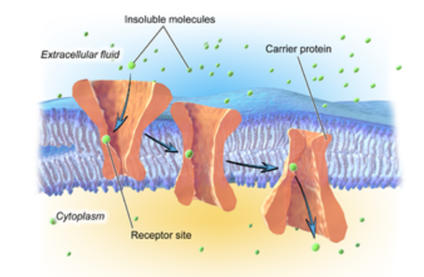 Insoluble molecules
Extracellular fluid
Carrier protein
Cytoplasm
Receptor site